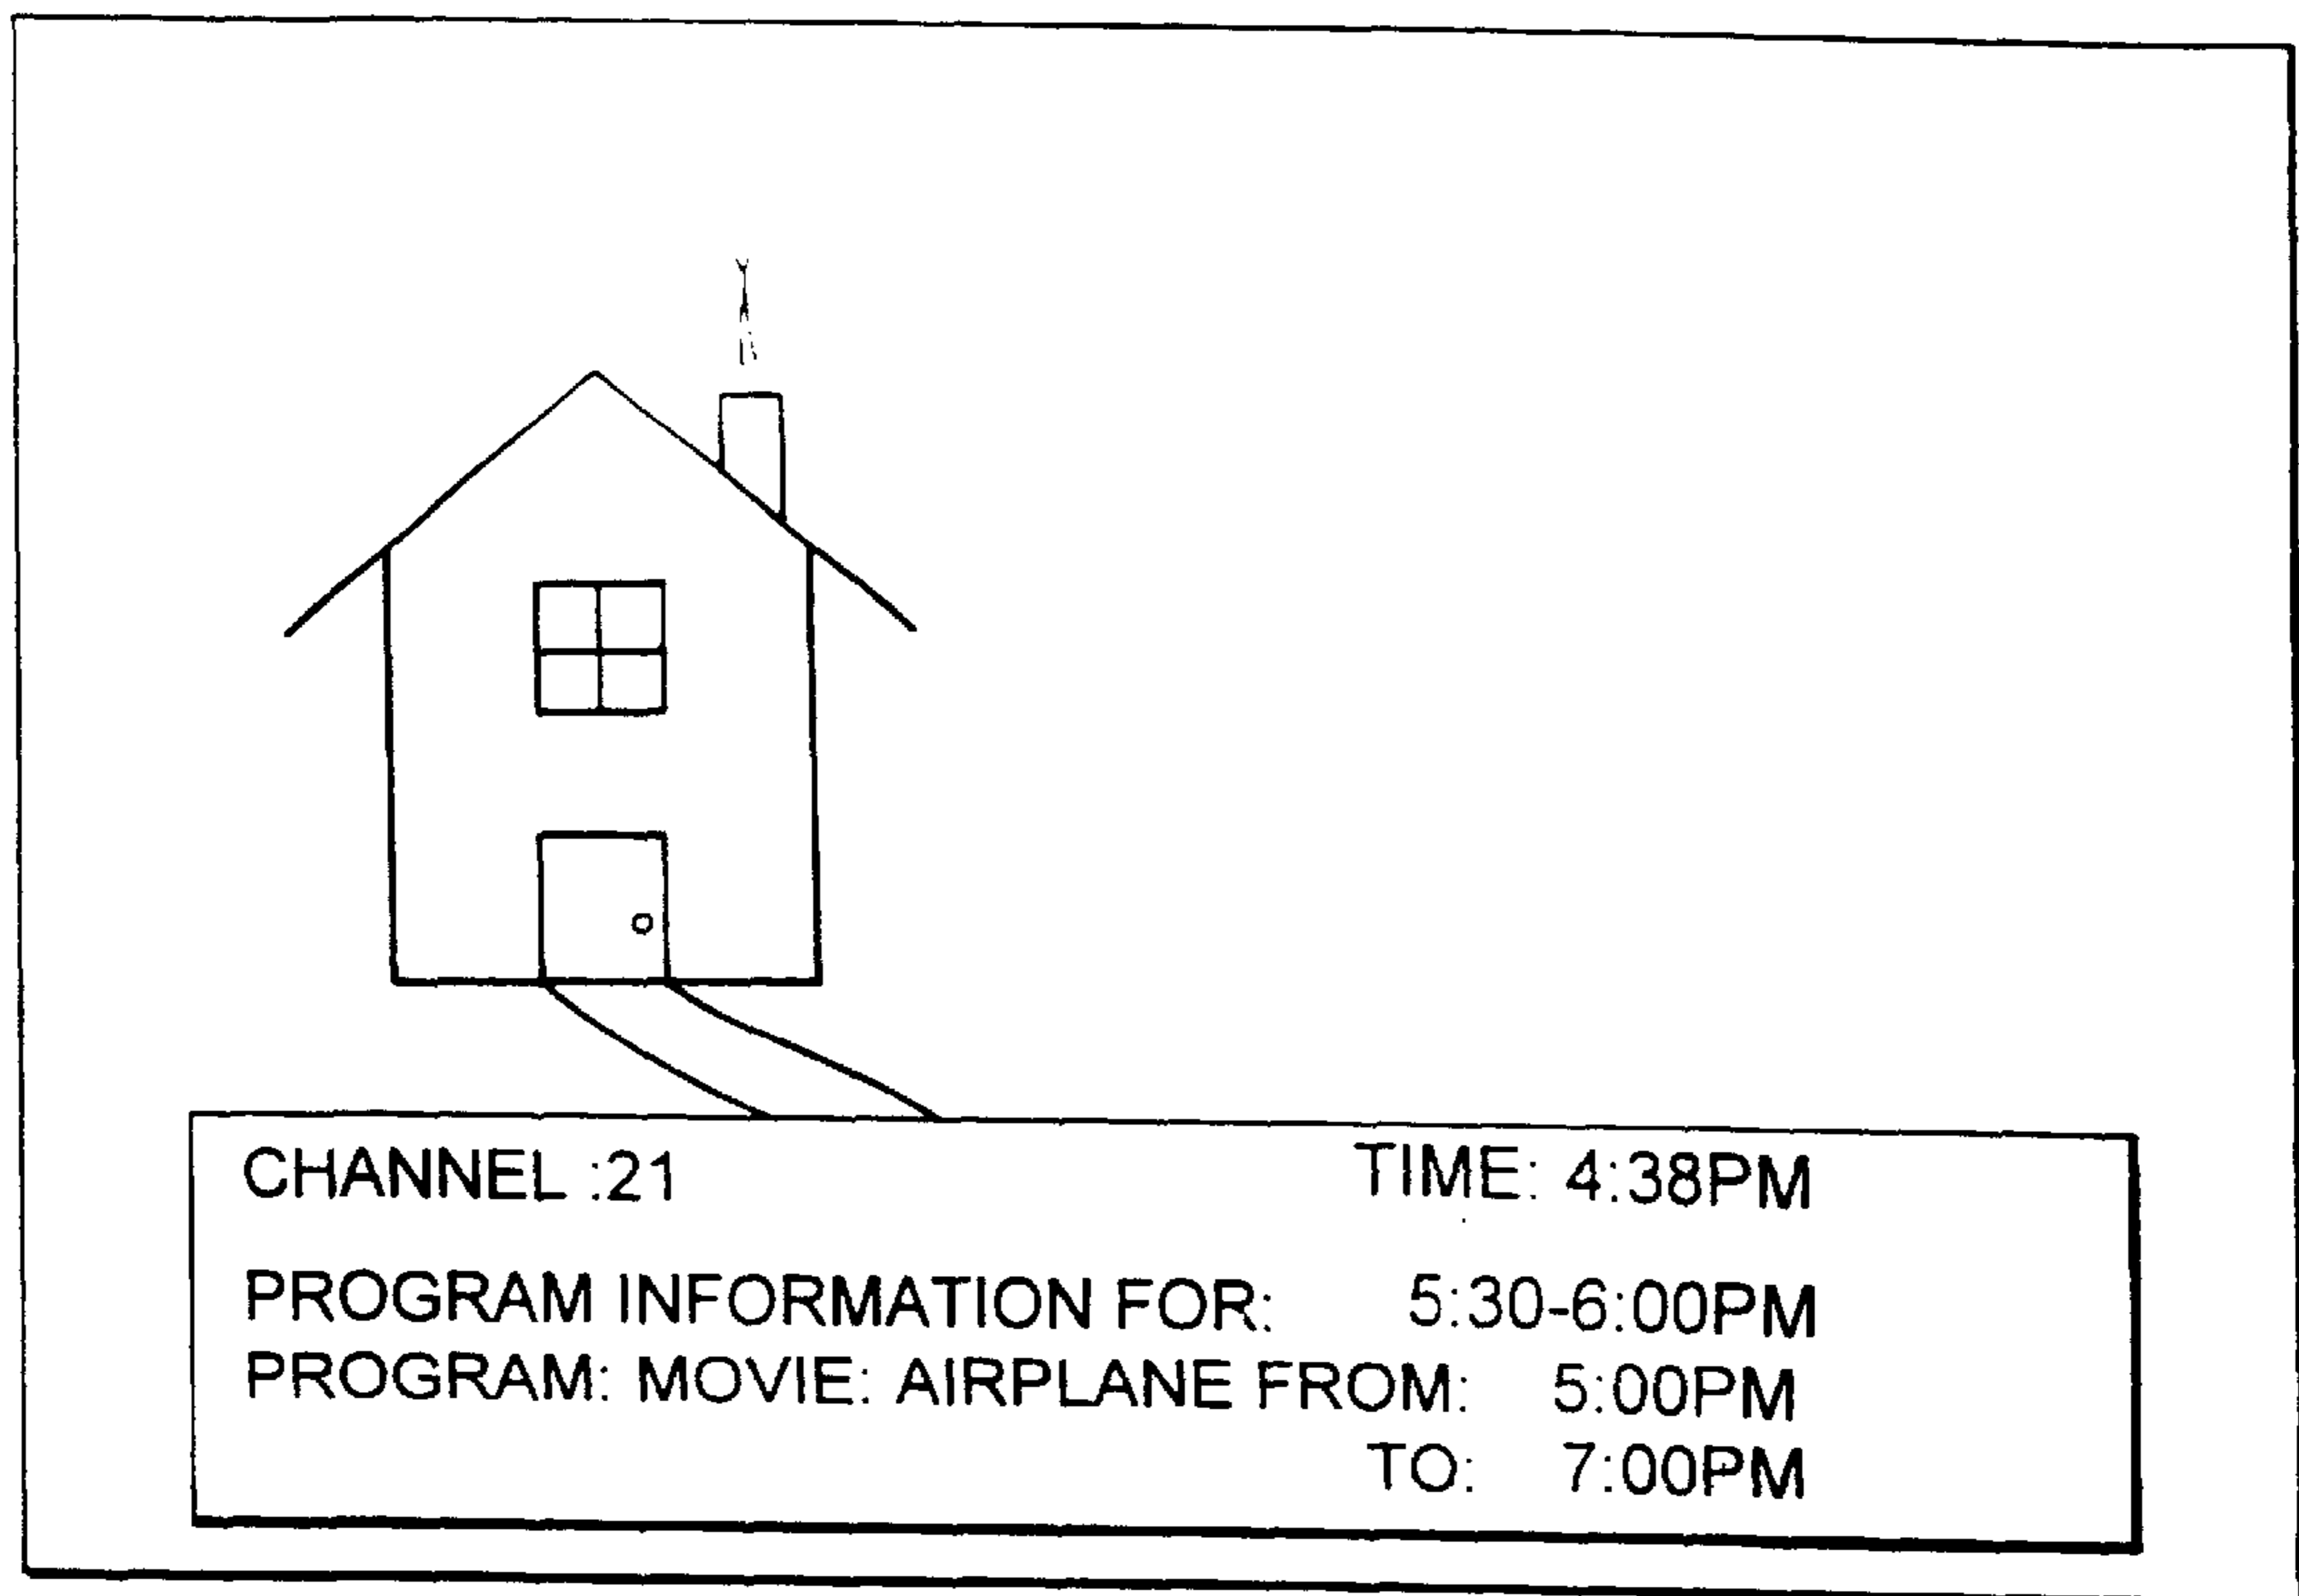 CHANNEL :21 TIME: 4:38PM
PROGRAM INFORMATION FOR: 5:30-6:00PM
PROGRAM: MOVIE: AIRPLANE FROM: 5:00PM
TO: 7:00PM